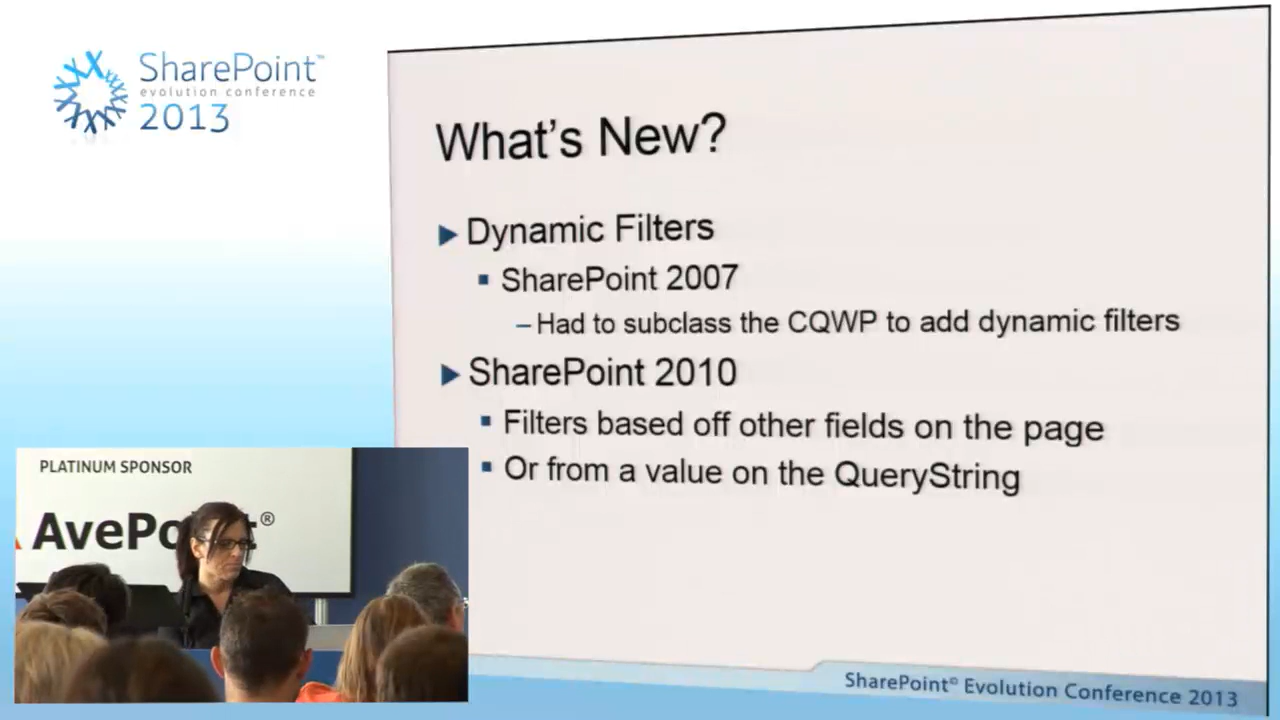 SharePoint™
evolution conference
2013
What's New?
Dynamic Filters
SharePoint 2007
– Had to subclass the CQWP to add dynamic filters
SharePoint 2010
Filters based off other fields on the page
Or from a value on the QueryString
PLATINUM SPONSOR
®
SharePoint® Evolution Conference 2013